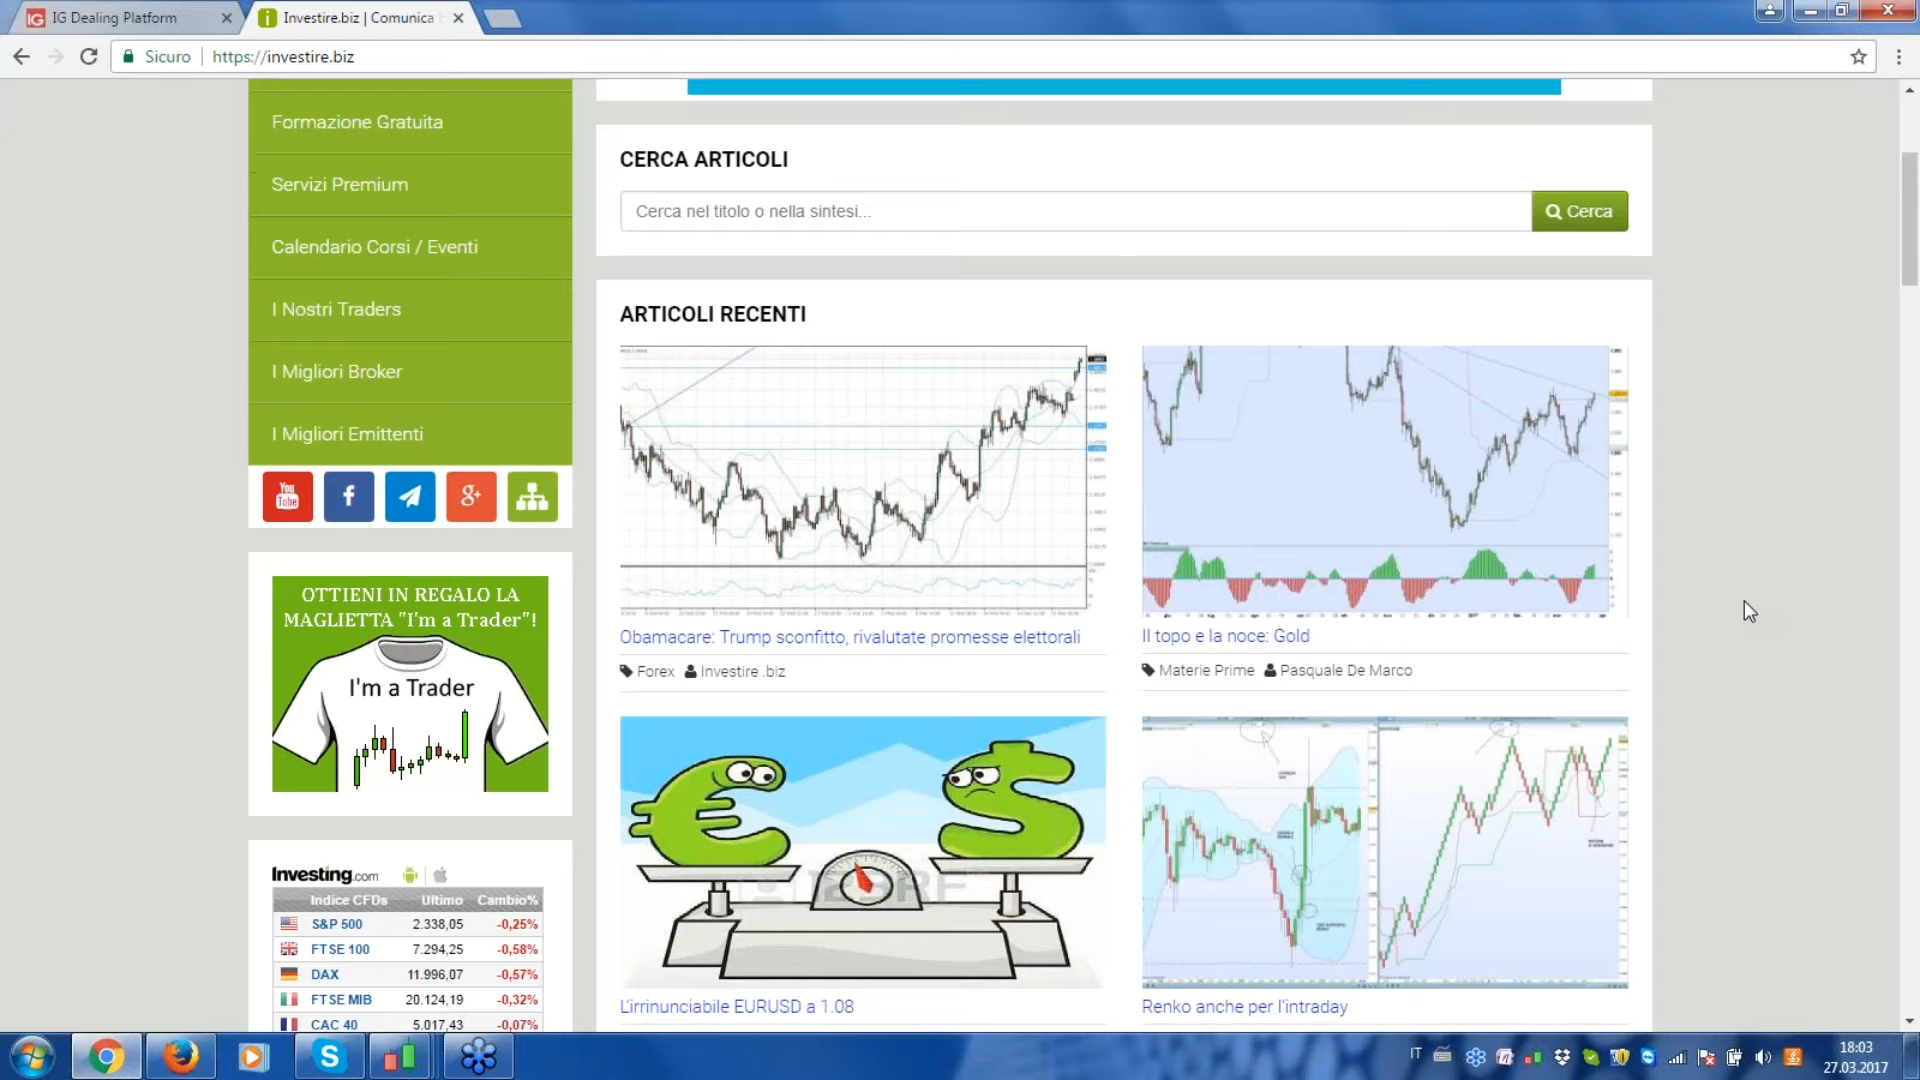 IG Dealing Platform
Investire.biz | Comunica
Sicuro
https://investire.biz
Formazione Gratuita
Servizi Premium
Calendario Corsi / Eventi
I Nostri Traders
I Migliori Broker
I Migliori Emittenti
You Tube
f
g+
OTTIENI IN REGALO LA
MAGLIETTA "I'm a Trader"!
I'm a Trader
Investing.com
Indice CFDs Ultimo Cambio%
S&P 500 2.338,05 -0,25%
FTSE 100 7.294,25 -0,58%
DAX 11.996,07 -0,57%
FTSE MIB 20.124,19 -0,32%
CAC 40 5.017,43 -0,07%
CERCA ARTICOLI
Cerca nel titolo o nella sintesi...
Cerca
ARTICOLI RECENTI
Obamacare: Trump sconfitto, rivalutate promesse elettorali
Forex Investire .biz
Il topo e la noce: Gold
Materie Prime Pasquale De Marco
L'irrinunciabile EURUSD a 1.08
Renko anche per l'intraday
IT
18:03
27.03.2017